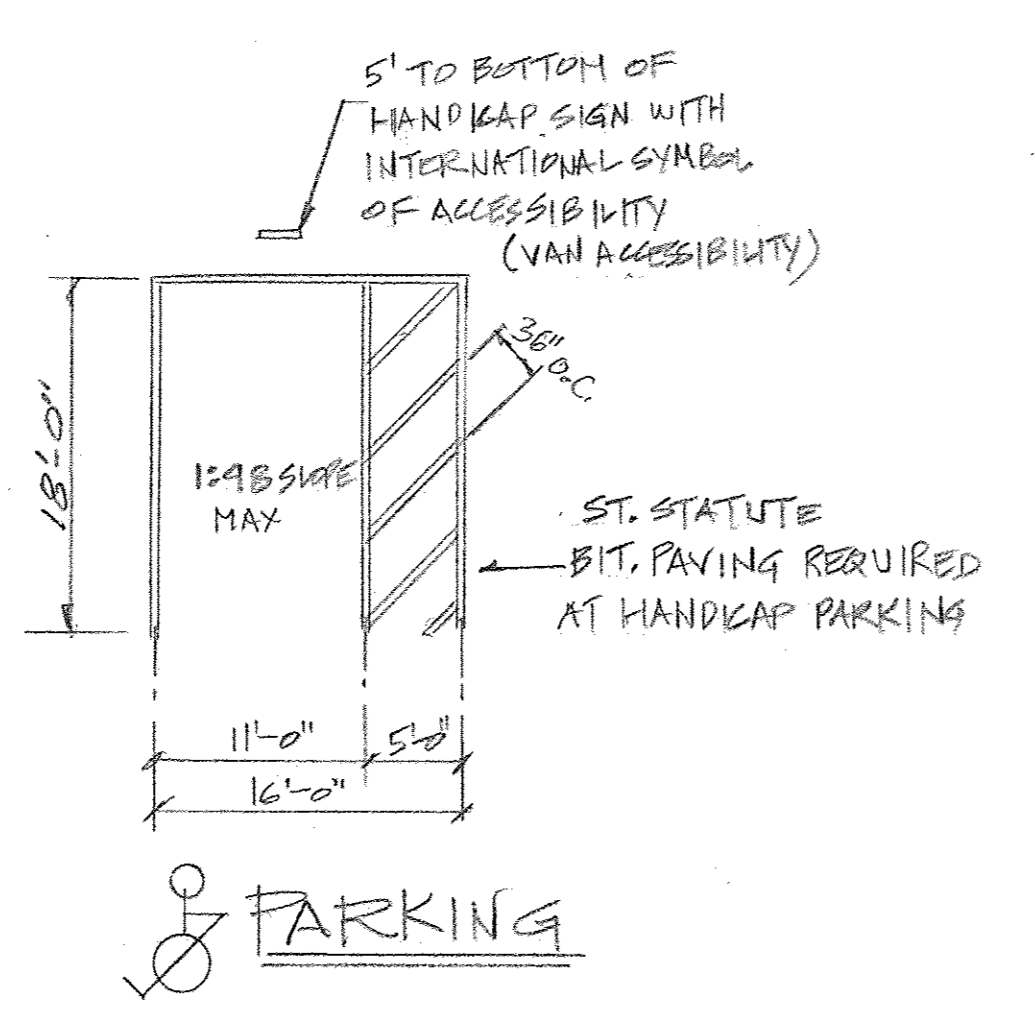 5' TO BOTTOM OF
HANDICAP SIGN WITH
INTERNATIONAL SYMBOL
OF ACCESSIBILITY
(VAN ACCESSIBILITY)
36"
O.C.
18'-0"
1:48 SLOPE
MAX
ST. STATUTE
BIT. PAVING REQUIRED
AT HANDICAP PARKING
11'-0"
5'-0"
16'-0"
PARKING